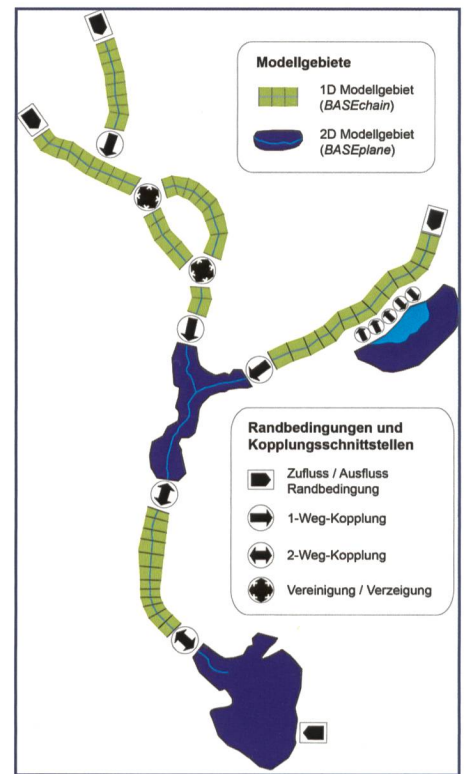 Modellgebiete
1D Modellgebiet
(BASEchain)
2D Modellgebiet
(BASEplane)
Randbedingungen und
Kopplungsschnittstellen
Zufluss / Ausfluss
Randbedingung
1-Weg-Kopplung
2-Weg-Kopplung
Vereinigung / Verzeigung